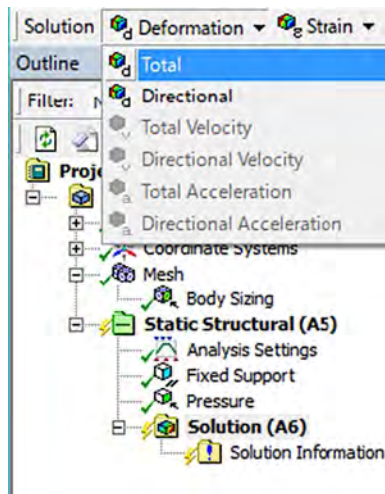 Solution Deformation Strain
Outline Total
Filter: Directional
Total Velocity
Directional Velocity
Total Acceleration
Directional Acceleration
Coordinate Systems
Mesh
Body Sizing
Static Structural (A5)
Analysis Settings
Fixed Support
Pressure
Solution (A6)
Solution Information